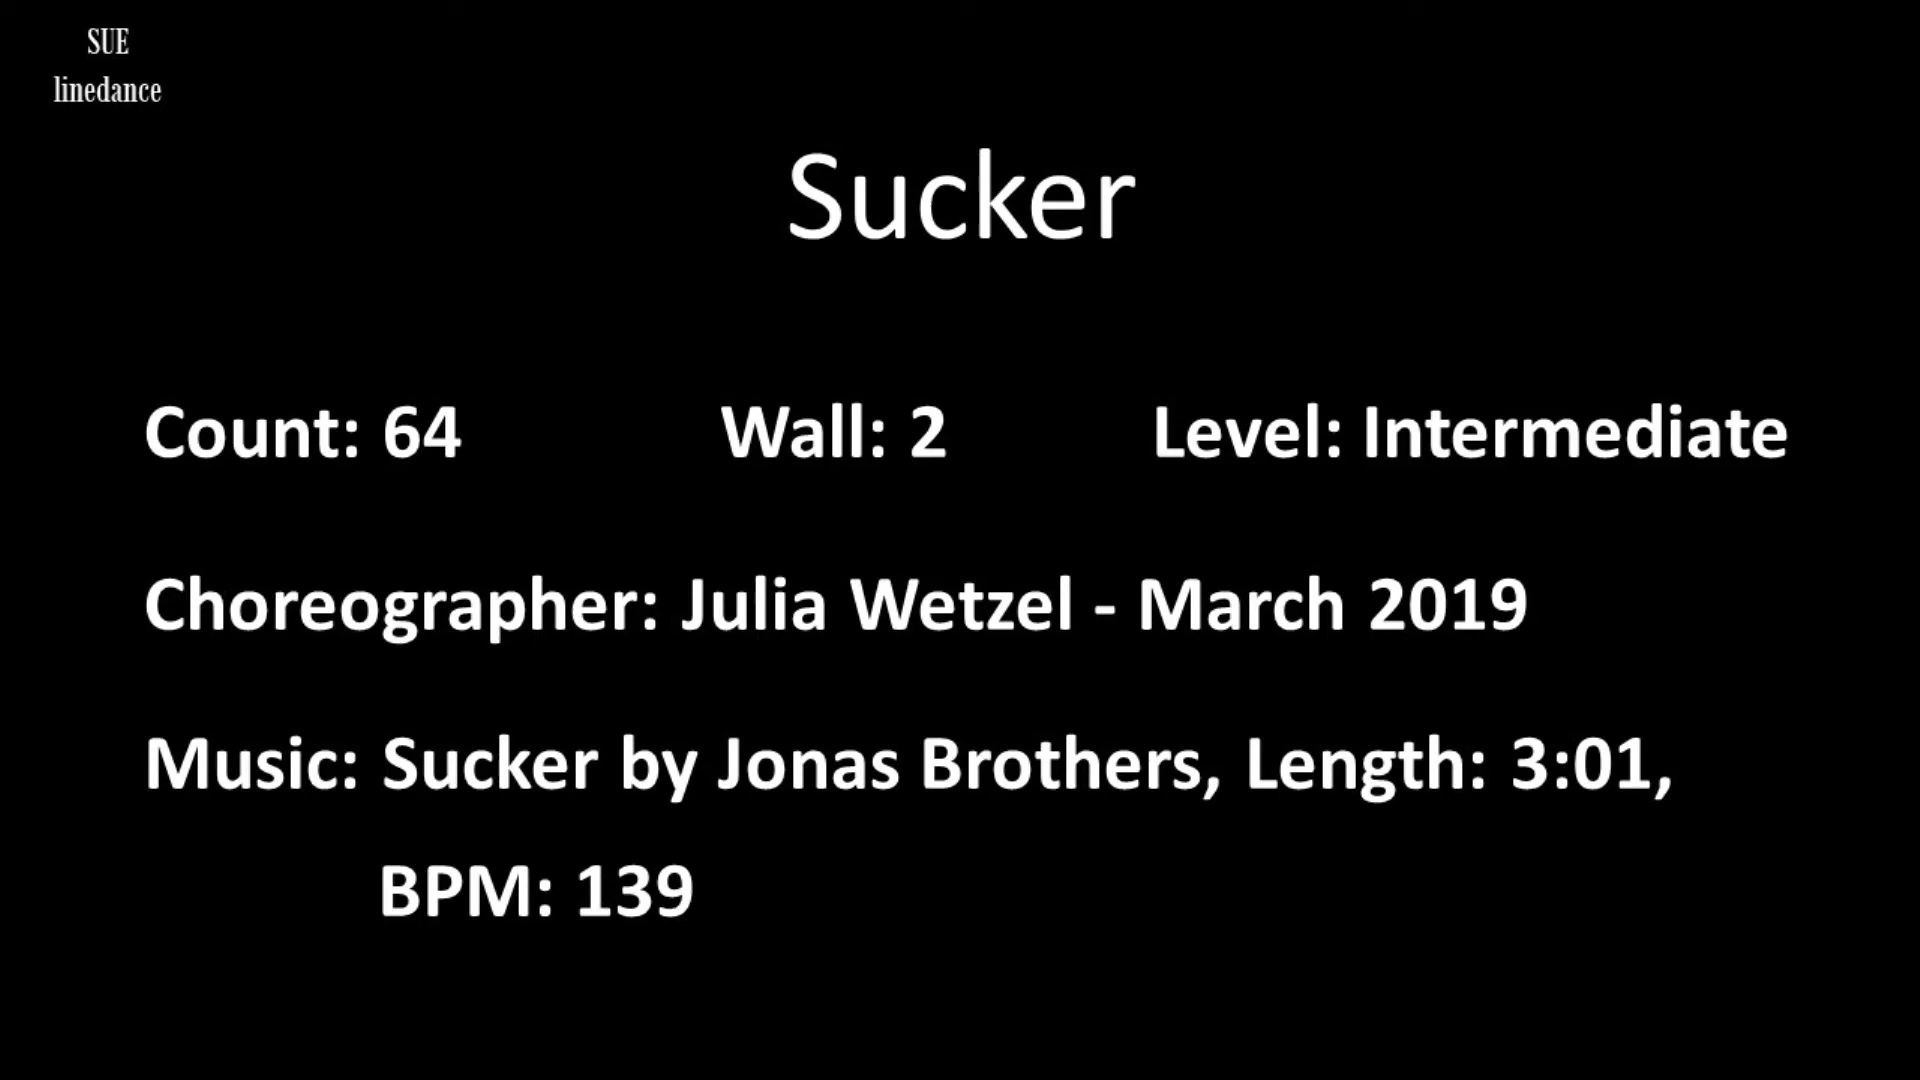 SUE
linedance
Sucker
Count: 64 Wall: 2 Level: Intermediate
Choreographer: Julia Wetzel - March 2019
Music: Sucker by Jonas Brothers, Length: 3:01,
BPM: 139